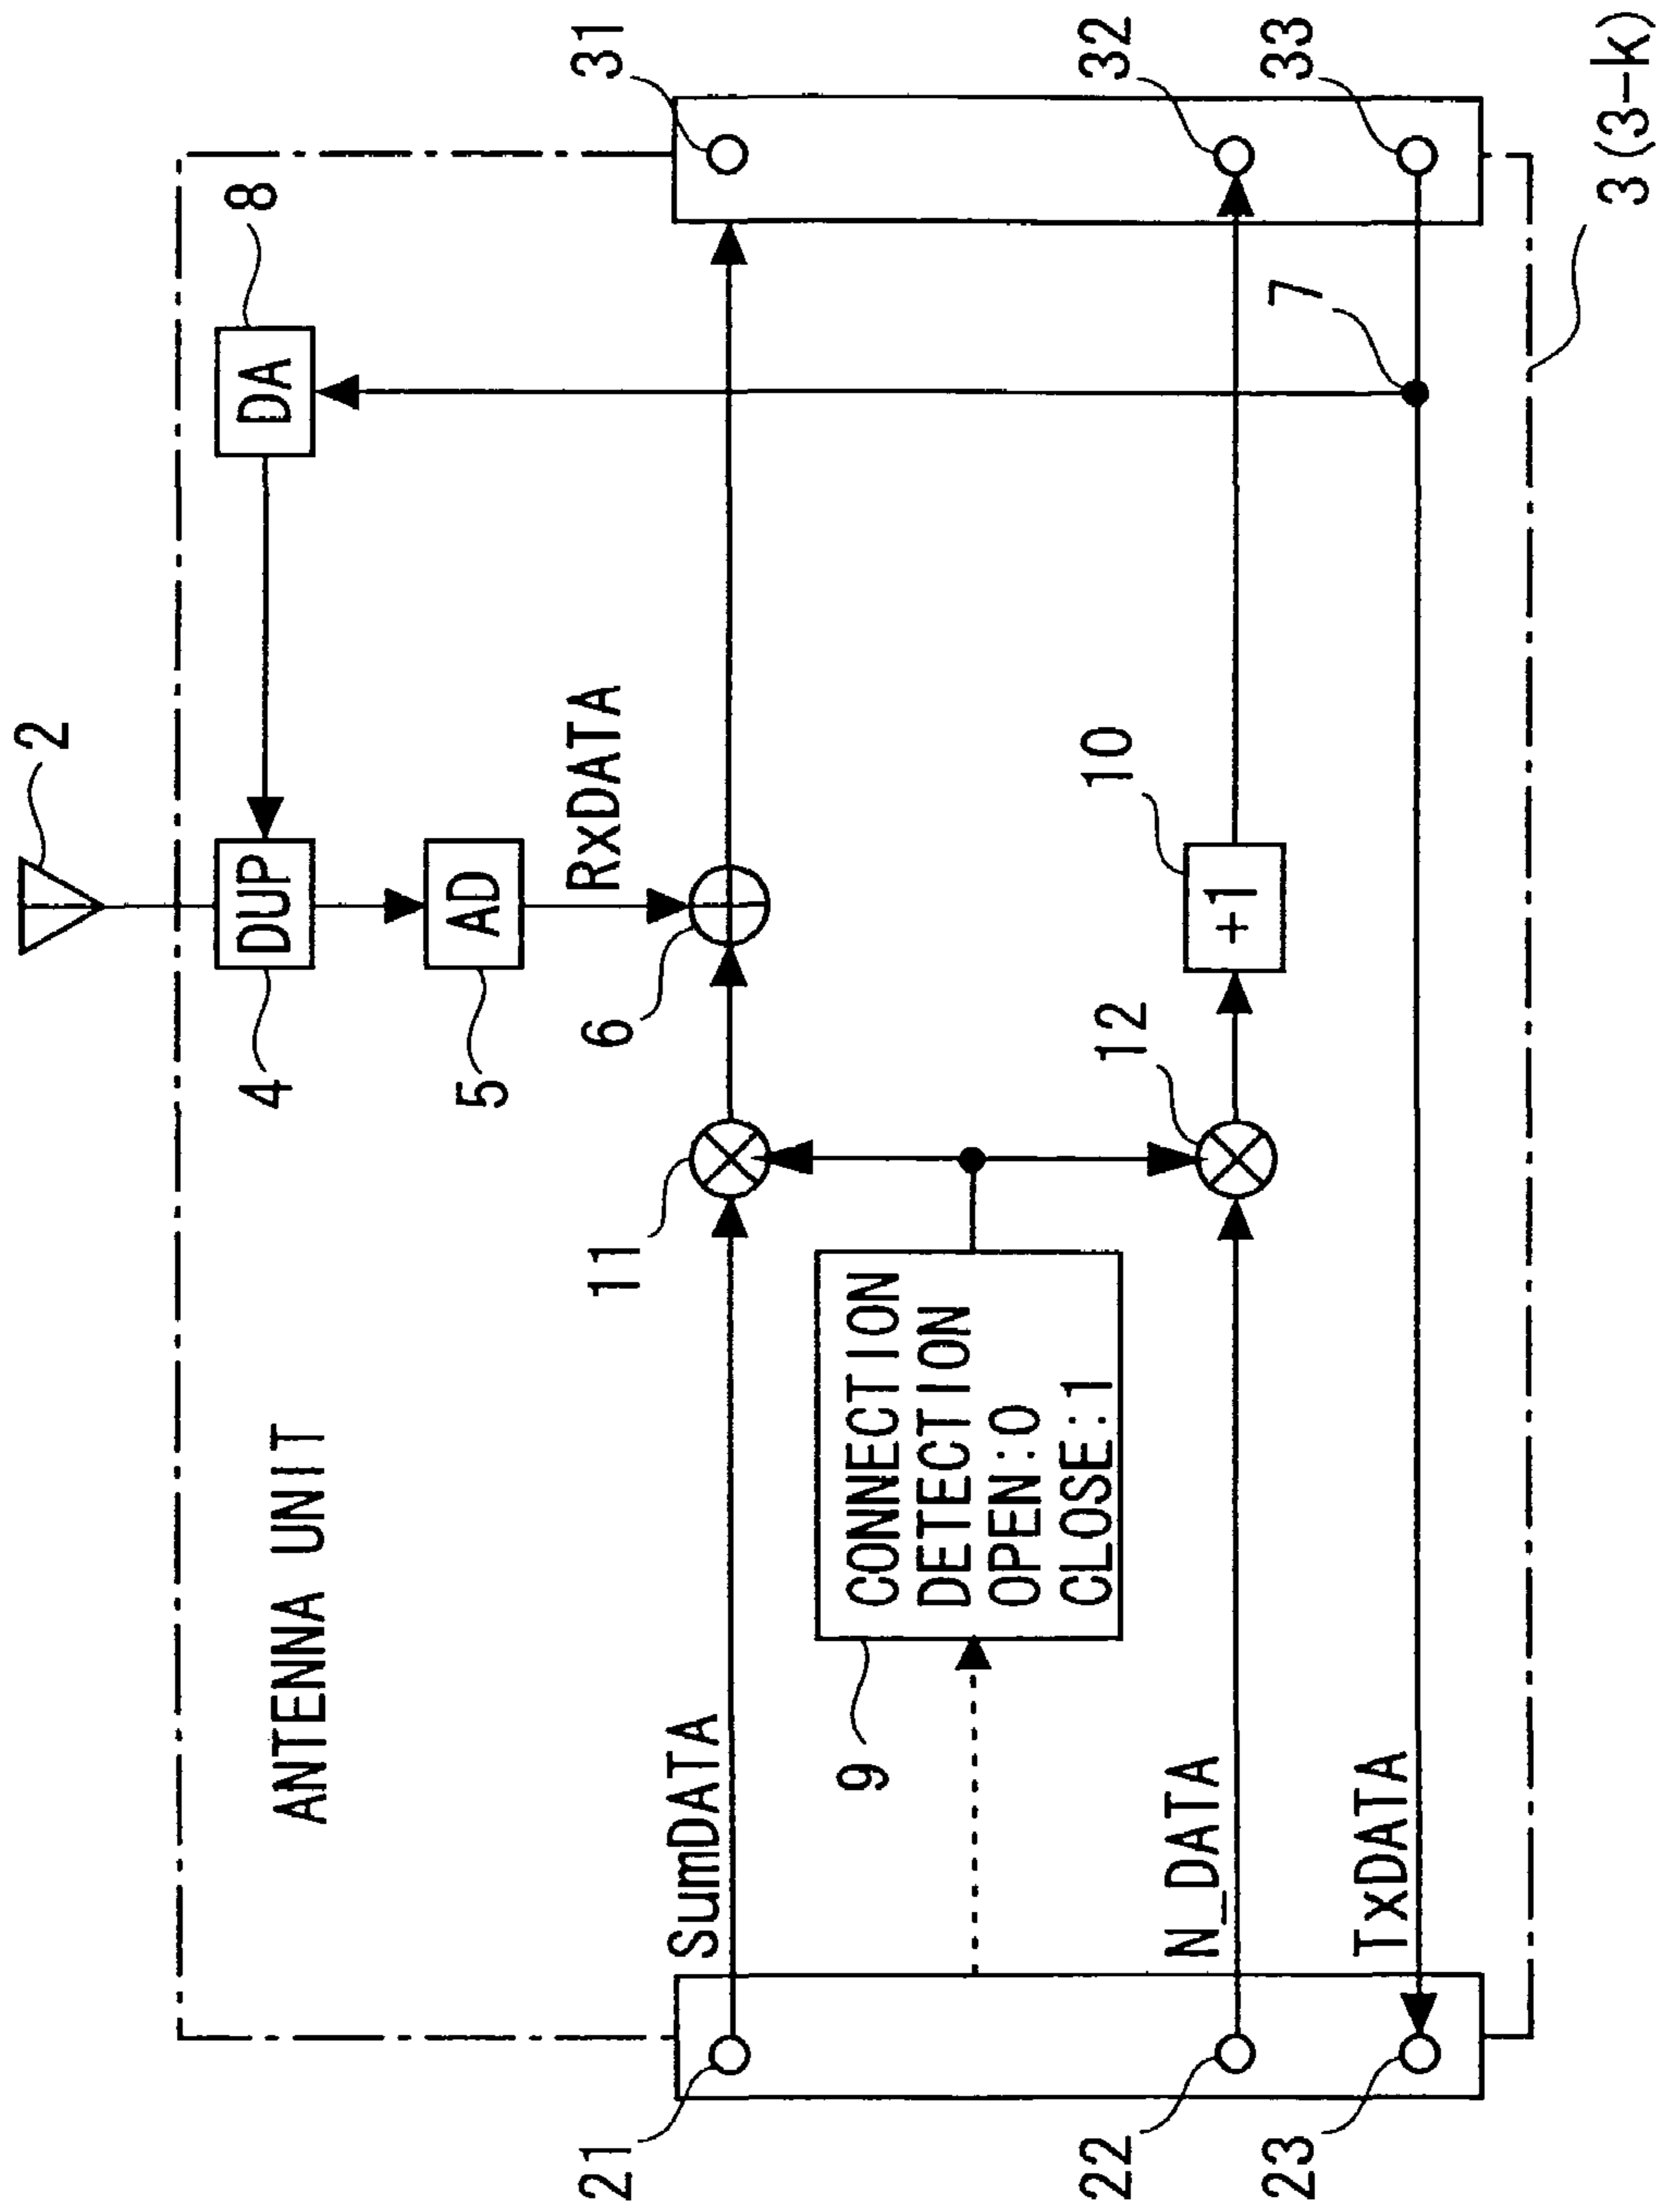 2
8
DA
31
DUP
4
AD
5
RxDATA
6
ANTENNA UNIT
11
SumDATA
CONNECTION
DETECTION
OPEN:0
CLOSE:1
9
12
+1
10
N_DATA
TxDATA
7
32
33
21
22
23
3 (3-k)